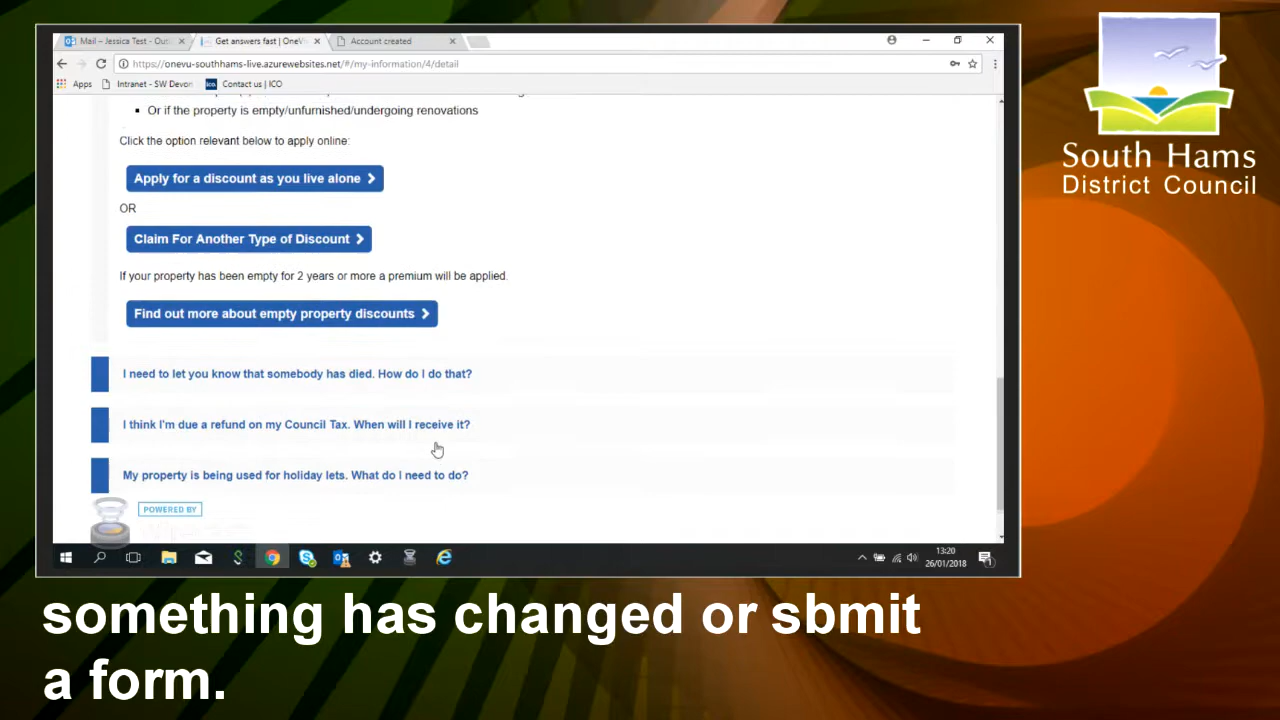 Mail – Jessica Test - Out
Get answers fast | OneV
Account created
https://onevu-southhams-live.azurewebsites.net/#/my-information/4/detail
Apps
Intranet - SW Devon
ico.
Contact us | ICO
Or if the property is empty/unfurnished/undergoing renovations
Click the option relevant below to apply online:
Apply for a discount as you live alone
OR
Claim For Another Type of Discount
If your property has been empty for 2 years or more a premium will be applied.
Find out more about empty property discounts
I need to let you know that somebody has died. How do I do that?
I think I'm due a refund on my Council Tax. When will I receive it?
My property is being used for holiday lets. What do I need to do?
POWERED BY
13:20
26/01/2018
South Hams
District Council
something has changed or sbmit
a form.